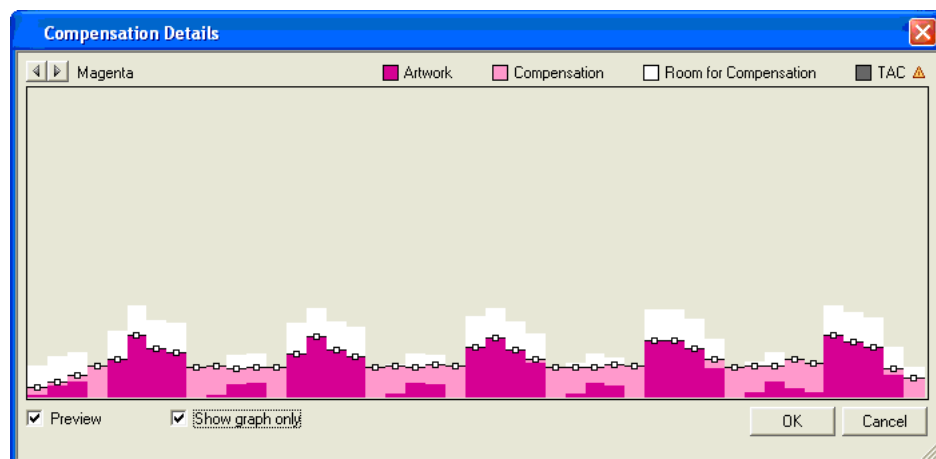 Compensation Details
Magenta Artwork Compensation Room for Compensation TAC
Preview Show graph only OK Cancel